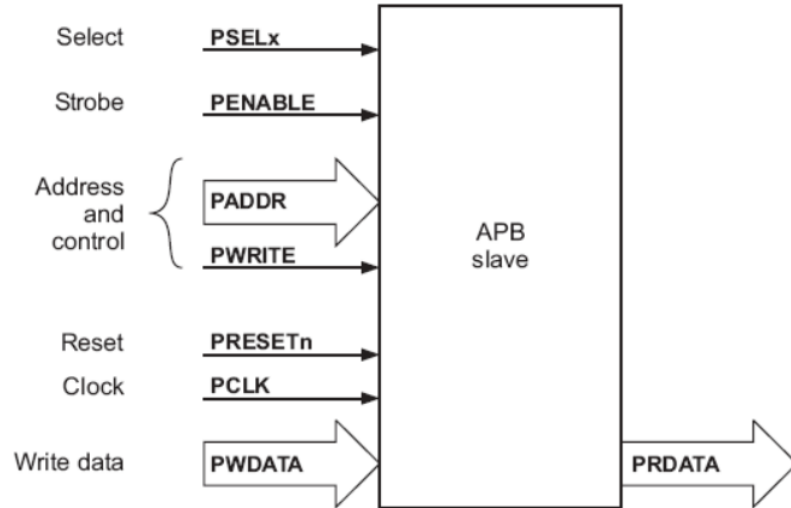 Select
PSELx
Strobe
PENABLE
Address
and
control
PADDR
PWRITE
APB
slave
Reset
PRESETn
Clock
PCLK
Write data
PWDATA
PRDATA